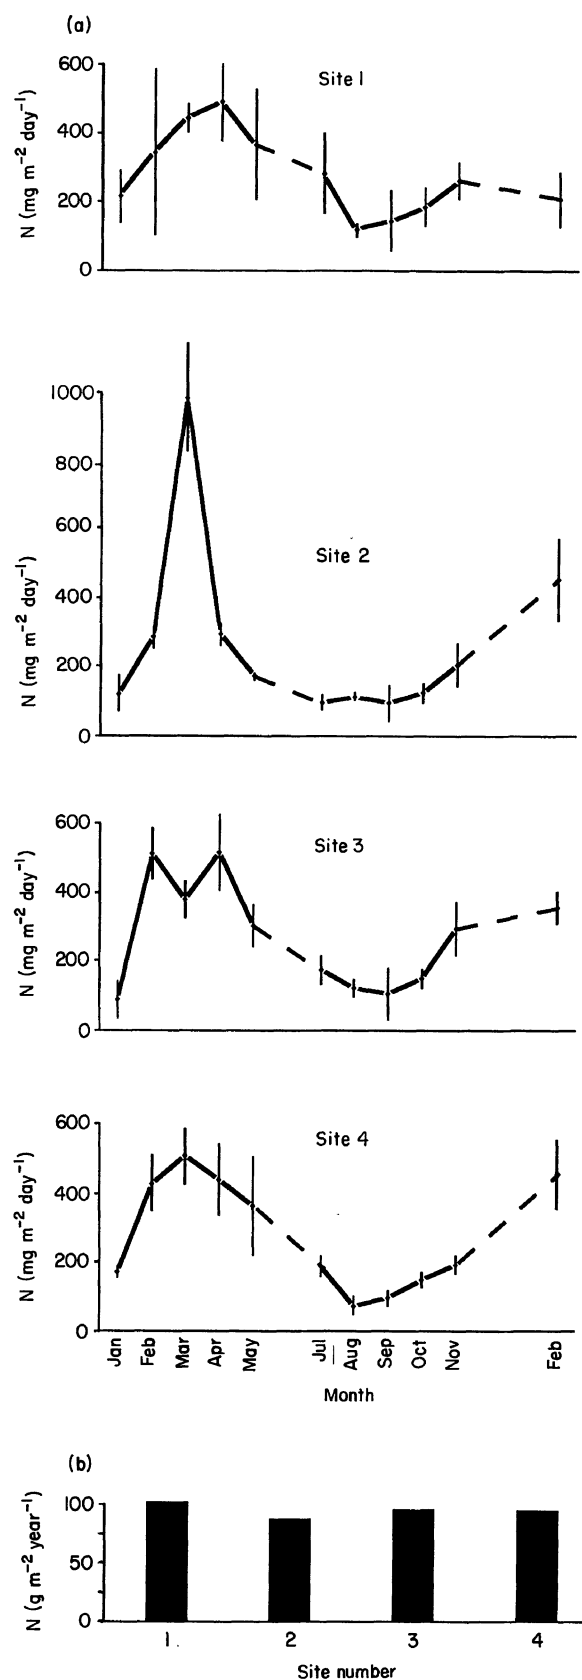 (a)
600
400
200
0
N (mg m⁻² day⁻¹)
Site 1
1000
800
600
400
200
0
N (mg m⁻² day⁻¹)
Site 2
600
400
200
0
N (mg m⁻² day⁻¹)
Site 3
600
400
200
0
N (mg m⁻² day⁻¹)
Site 4
Jan Feb Mar Apr May Jul Aug Sep Oct Nov Feb
Month
(b)
100
50
0
N (g m⁻² year⁻¹)
1 2 3 4
Site number